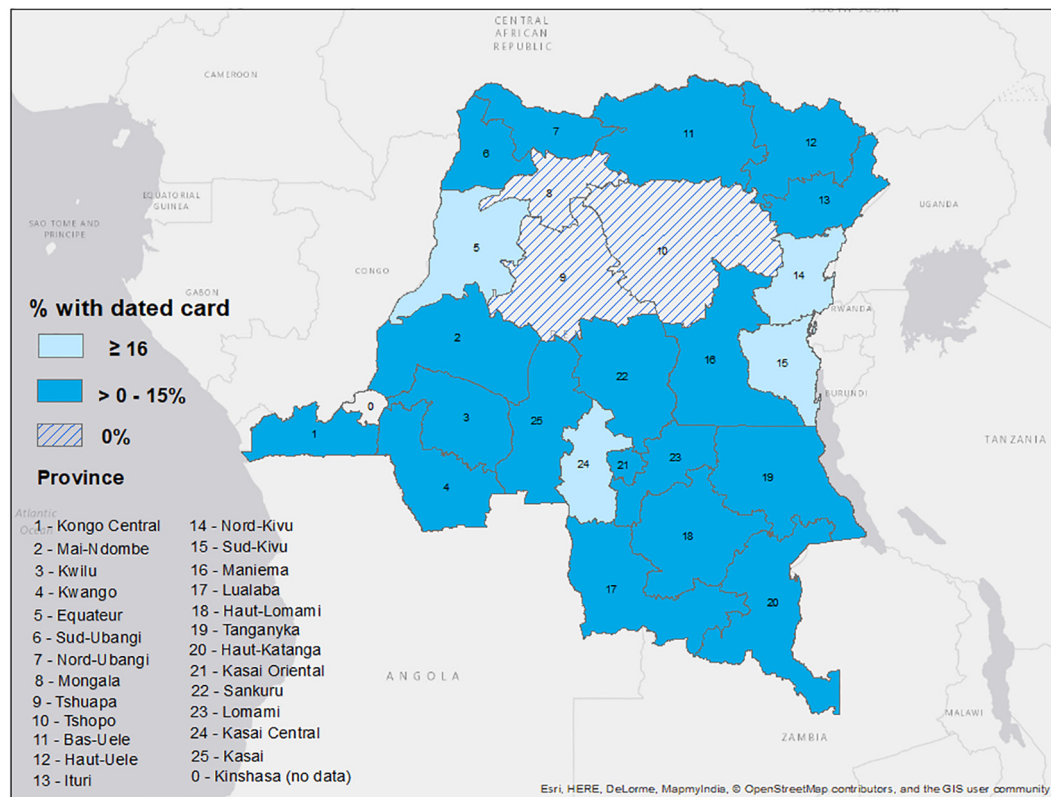 SOUTH SUDAN
CENTRAL
AFRICAN
REPUBLIC
CAMEROON
EQUATORIAL
GUINEA
SAO TOME AND
PRINCIPE
CONGO
GABON
UGANDA
RWANDA
BURUNDI
TANZANIA
ANGOLA
ZAMBIA
MALAWI
Atlantic
Ocean
11
7
12
6
13
8
5
10
9
14
2
16
15
22
0
3
25
1
24
21
23
19
4
18
17
20
% with dated card
≥ 16
> 0 - 15%
0%
Province
1 - Kongo Central
2 - Mai-Ndombe
3 - Kwilu
4 - Kwango
5 - Equateur
6 - Sud-Ubangi
7 - Nord-Ubangi
8 - Mongala
9 - Tshuapa
10 - Tshopo
11 - Bas-Uele
12 - Haut-Uele
13 - Ituri
14 - Nord-Kivu
15 - Sud-Kivu
16 - Maniema
17 - Lualaba
18 - Haut-Lomami
19 - Tanganyka
20 - Haut-Katanga
21 - Kasai Oriental
22 - Sankuru
23 - Lomami
24 - Kasai Central
25 - Kasai
0 - Kinshasa (no data)
Esri, HERE, DeLorme, MapmyIndia, © OpenStreetMap contributors, and the GIS user community